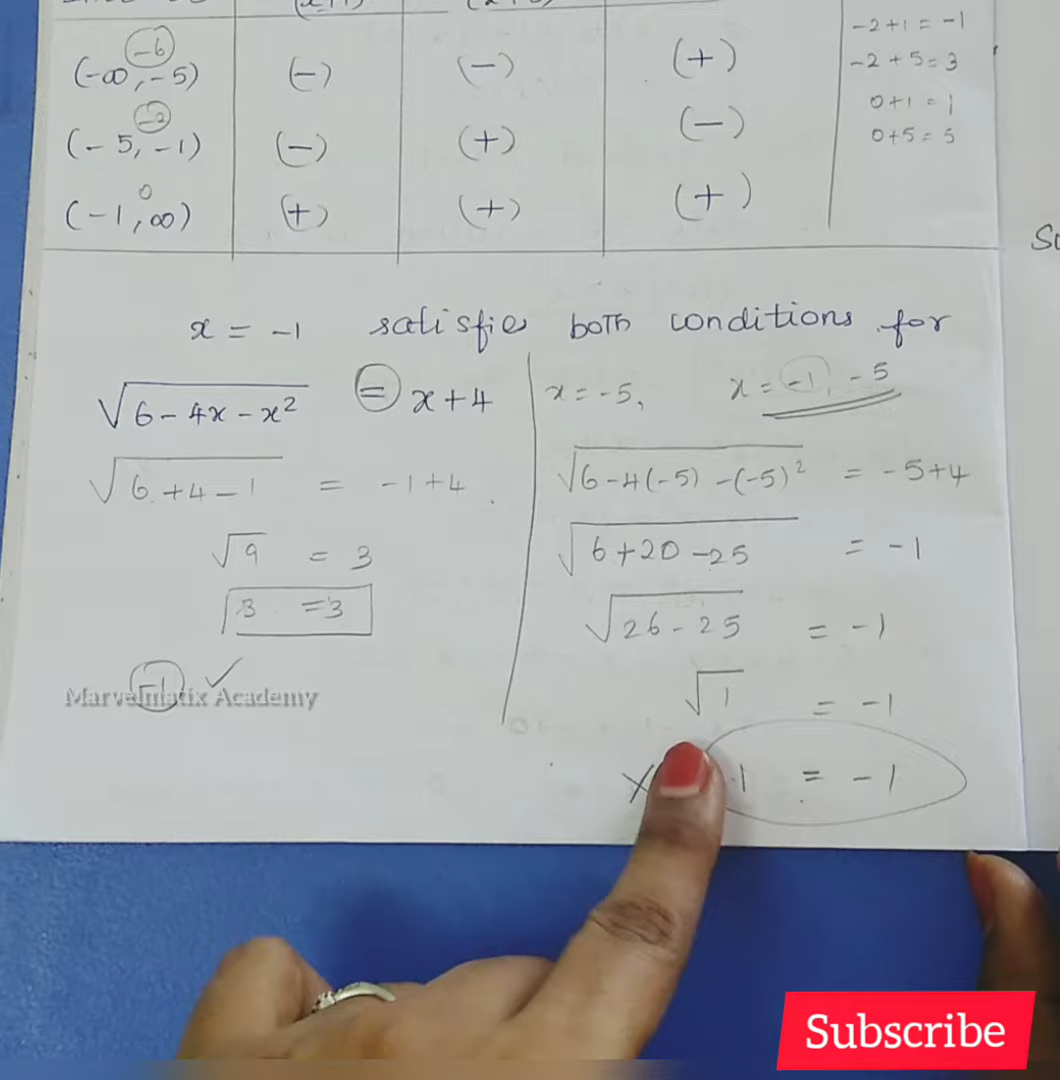 -2+1 = -1
(-6)
(-∞, -5) (-) (-) (+) -2+5=3
-2
0+1 = 1
(-5, -1) (-) (+) (-) 0+5=5
0
(-1, ∞) (+) (+) (+)
x = -1 satisfies both conditions for
√6-4x-x² = x+4
√6+4-1 = -1+4
√9 = 3
3 =3
-1 ✓
x=-5, x = -1, -5
√6-4(-5)-(-5)² = -5+4
√6+20-25 = -1
√26-25 = -1
√1 = -1
X 1 = -1
Marvelmatix Academy
Subscribe